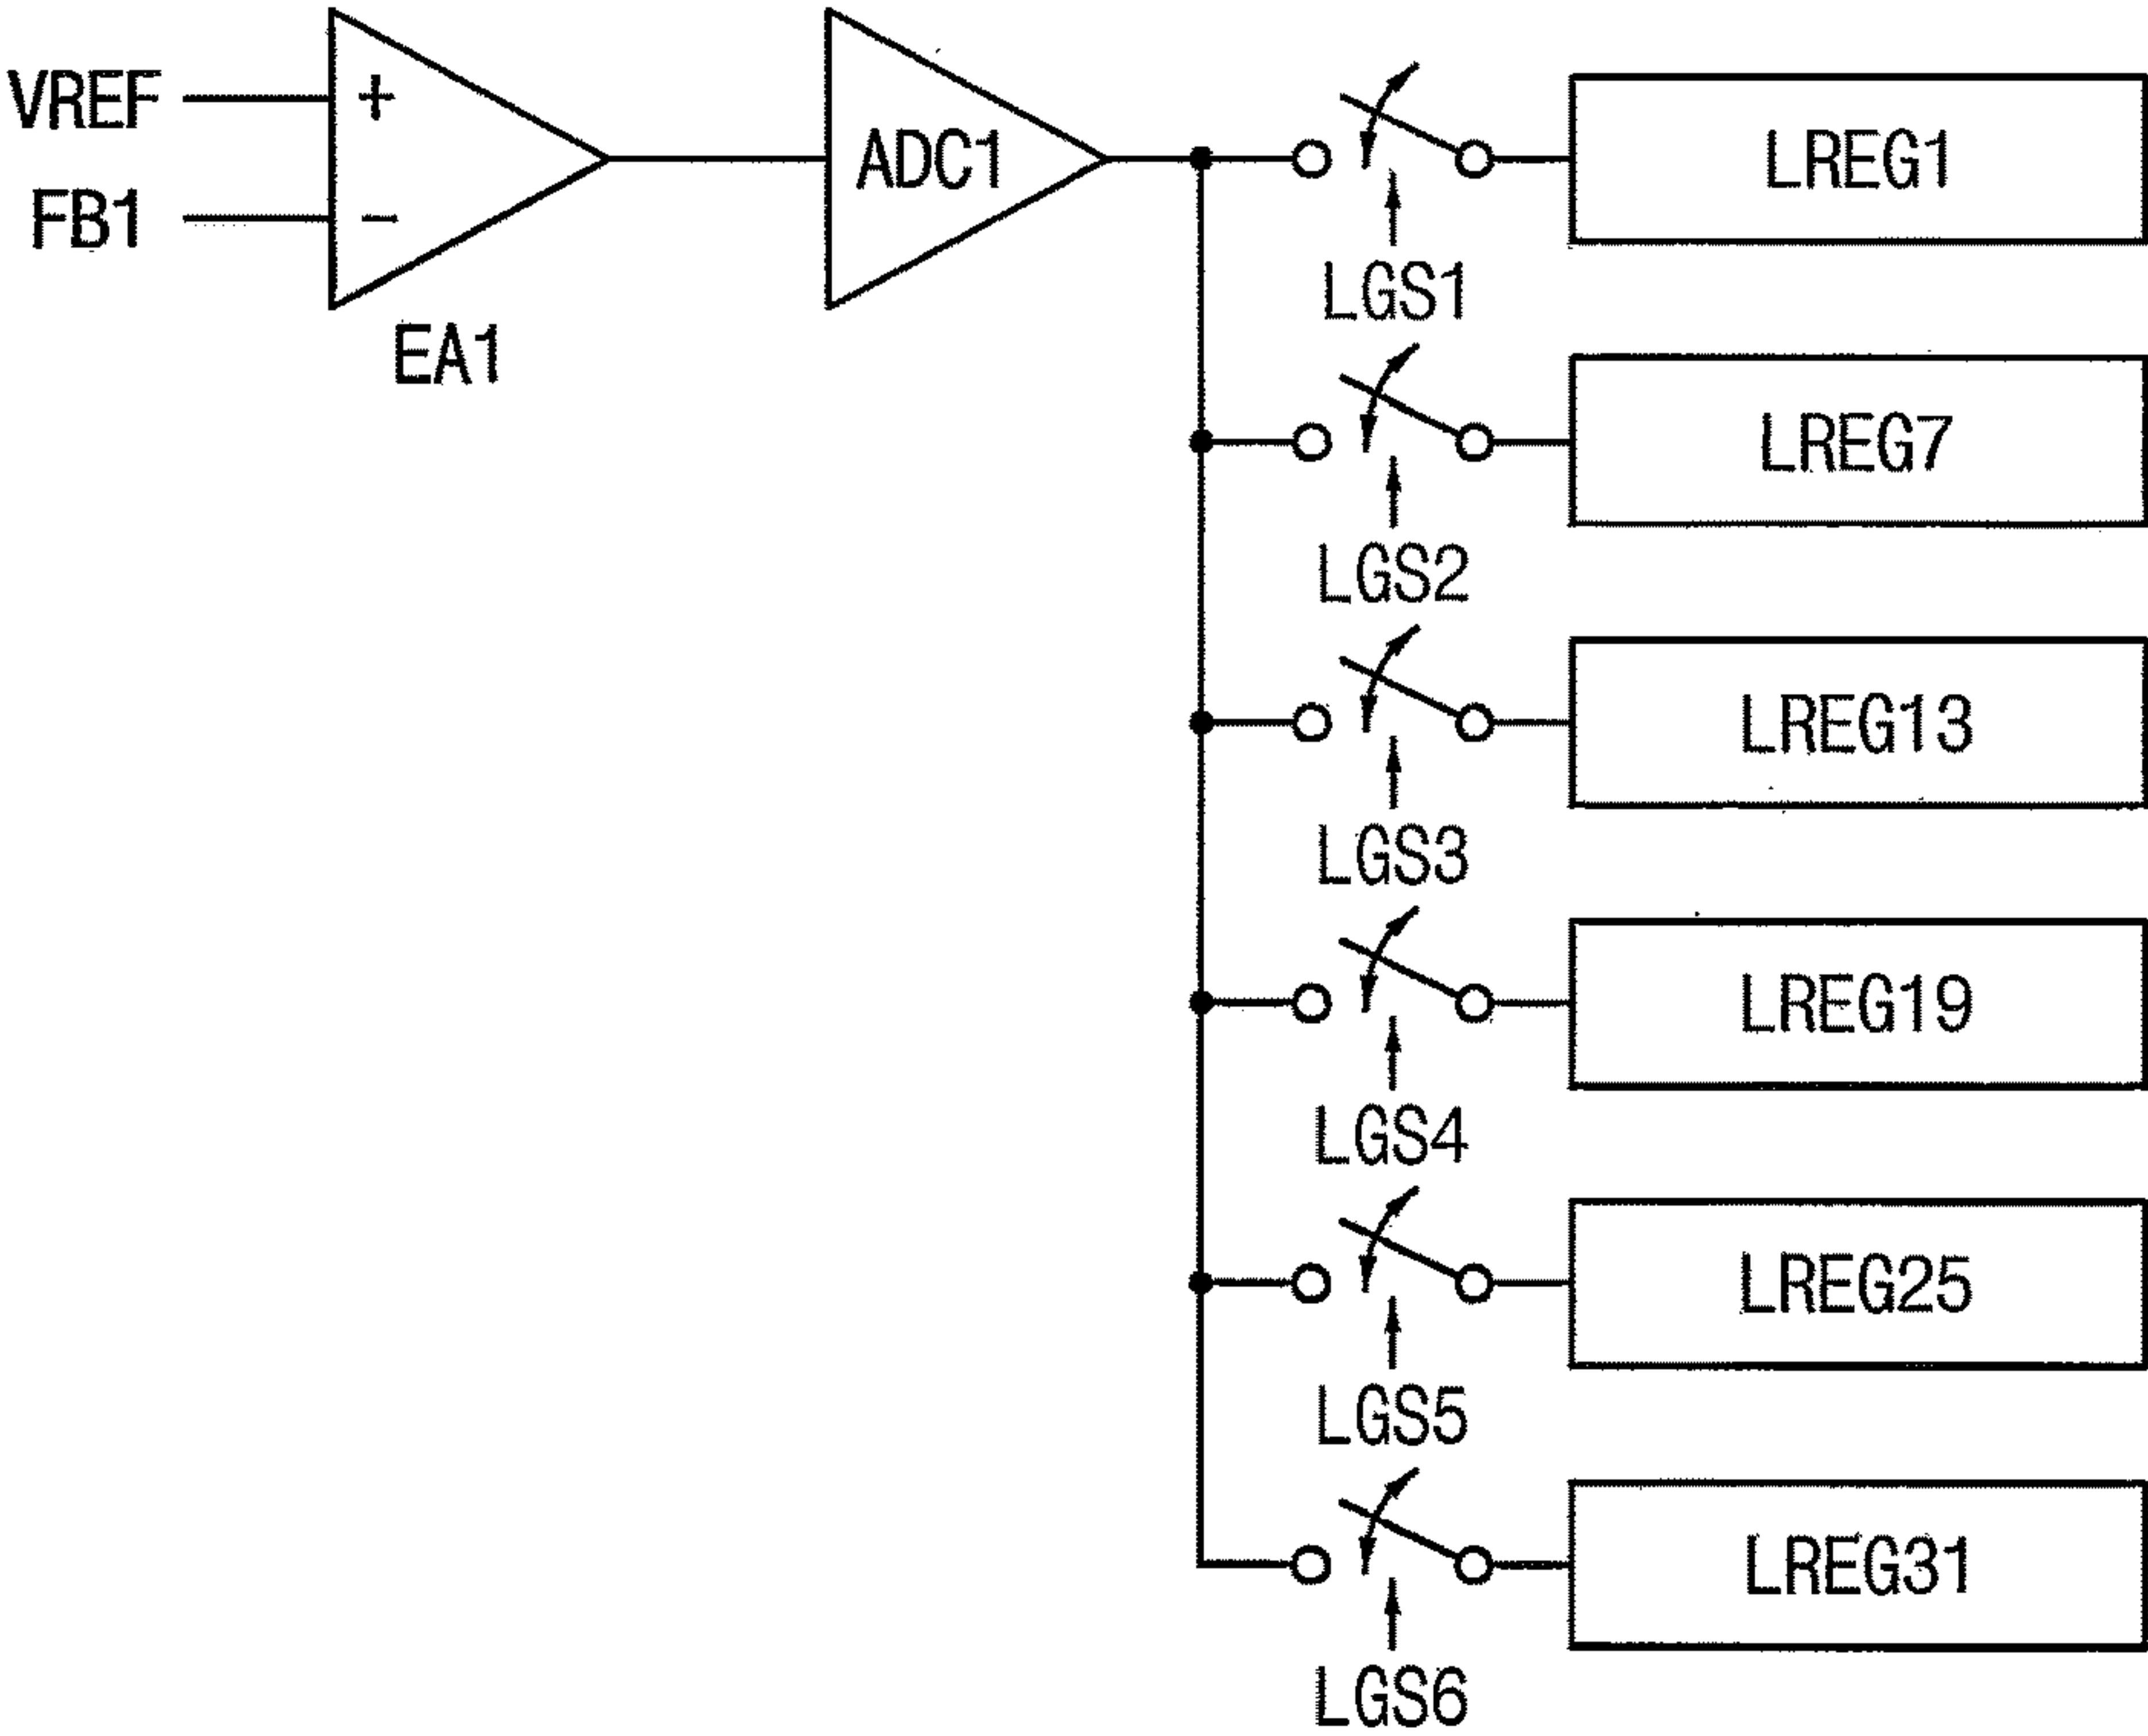 VREF
+
FB1
-
EA1
ADC1
LGS1
LREG1
LGS2
LREG7
LGS3
LREG13
LGS4
LREG19
LGS5
LREG25
LGS6
LREG31